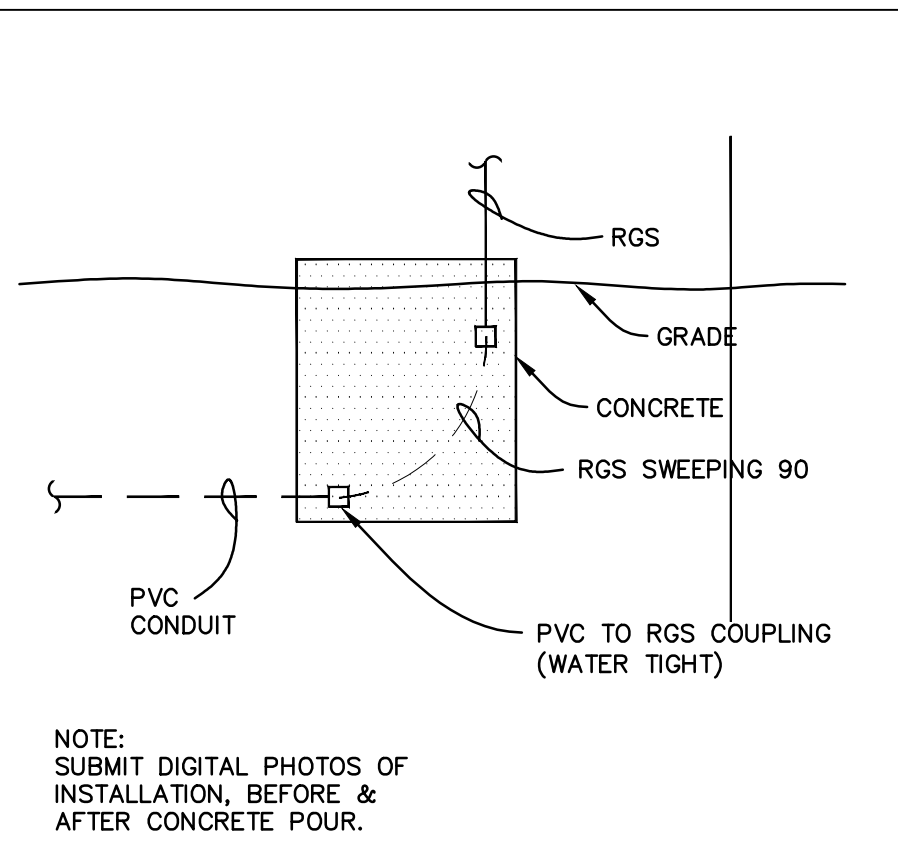 RGS
GRADE
CONCRETE
RGS SWEEPING 90
PVC
CONDUIT
PVC TO RGS COUPLING
(WATER TIGHT)
NOTE:
SUBMIT DIGITAL PHOTOS OF
INSTALLATION, BEFORE &
AFTER CONCRETE POUR.